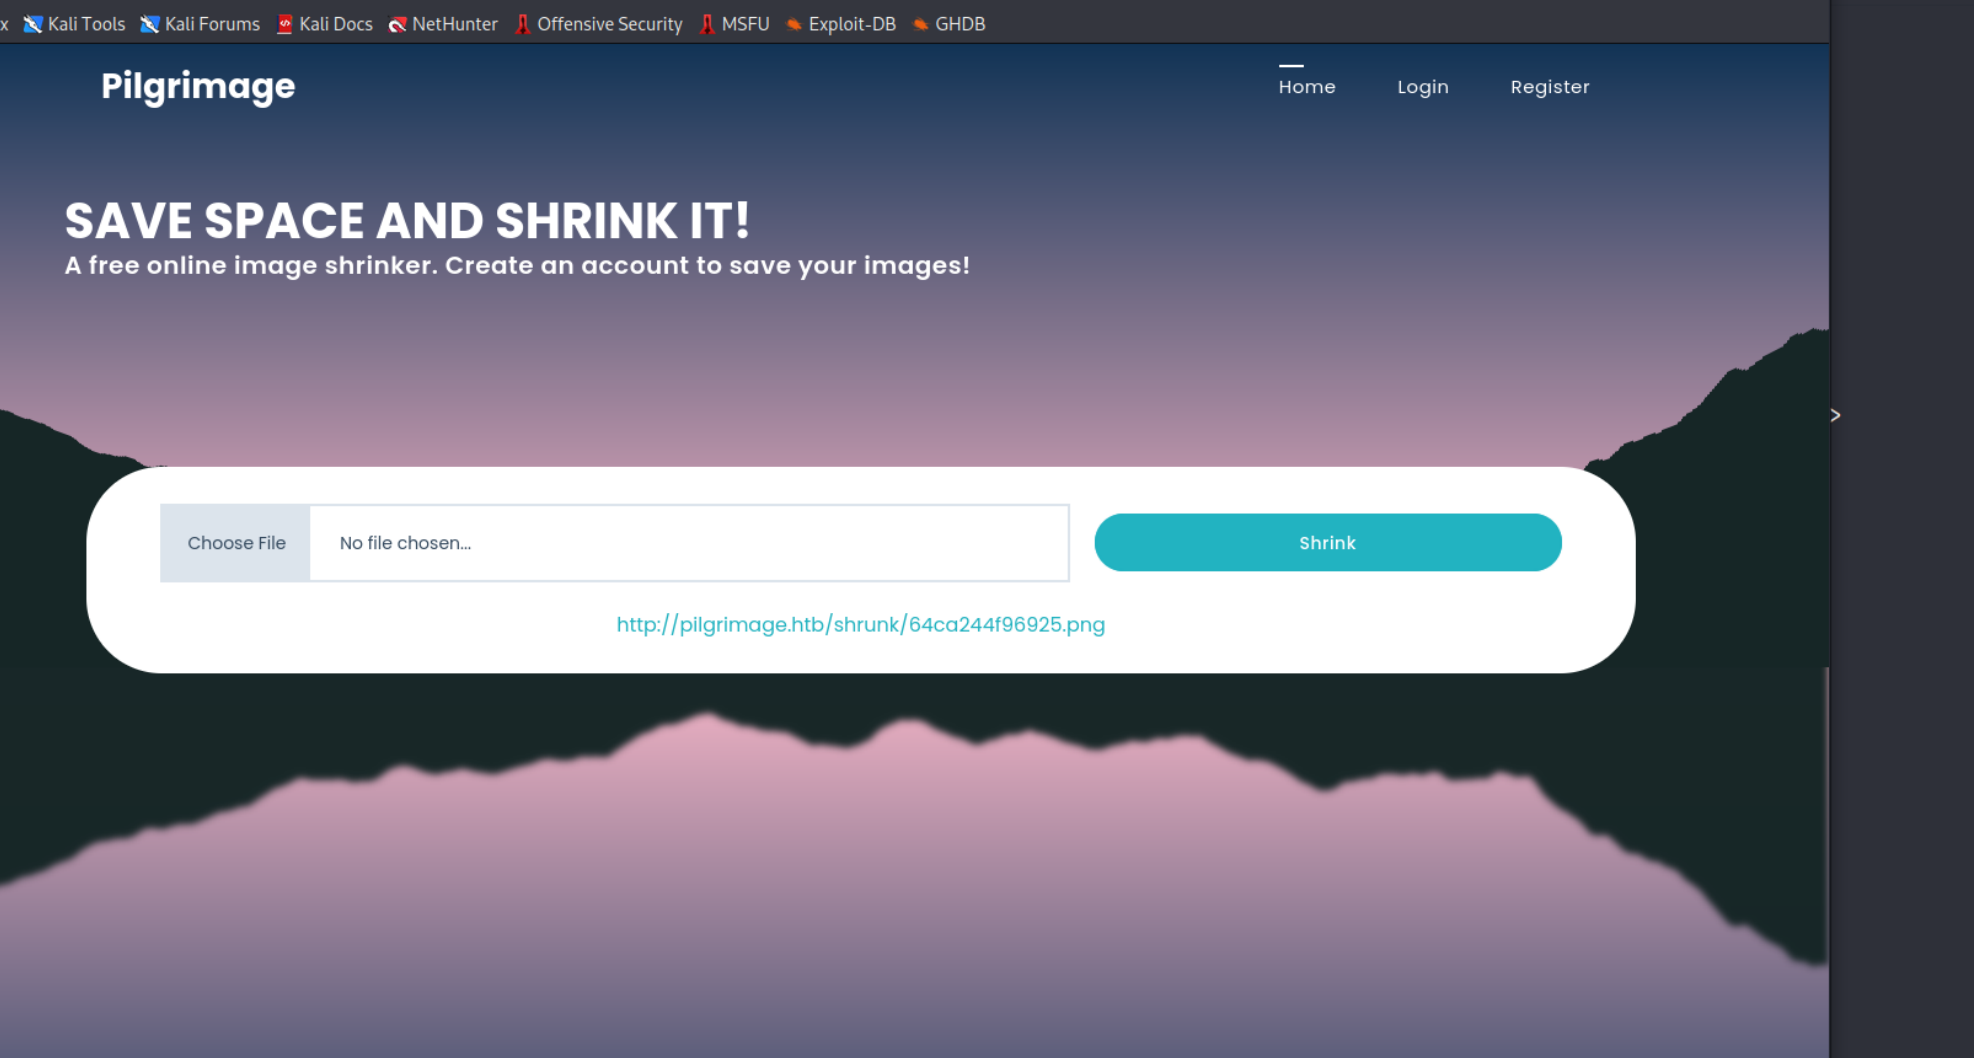 x Kali Tools Kali Forums Kali Docs NetHunter Offensive Security MSFU Exploit-DB GHDB
Pilgrimage Home Login Register
SAVE SPACE AND SHRINK IT!
A free online image shrinker. Create an account to save your images!
Choose File No file chosen... Shrink
http://pilgrimage.htb/shrunk/64ca244f96925.png